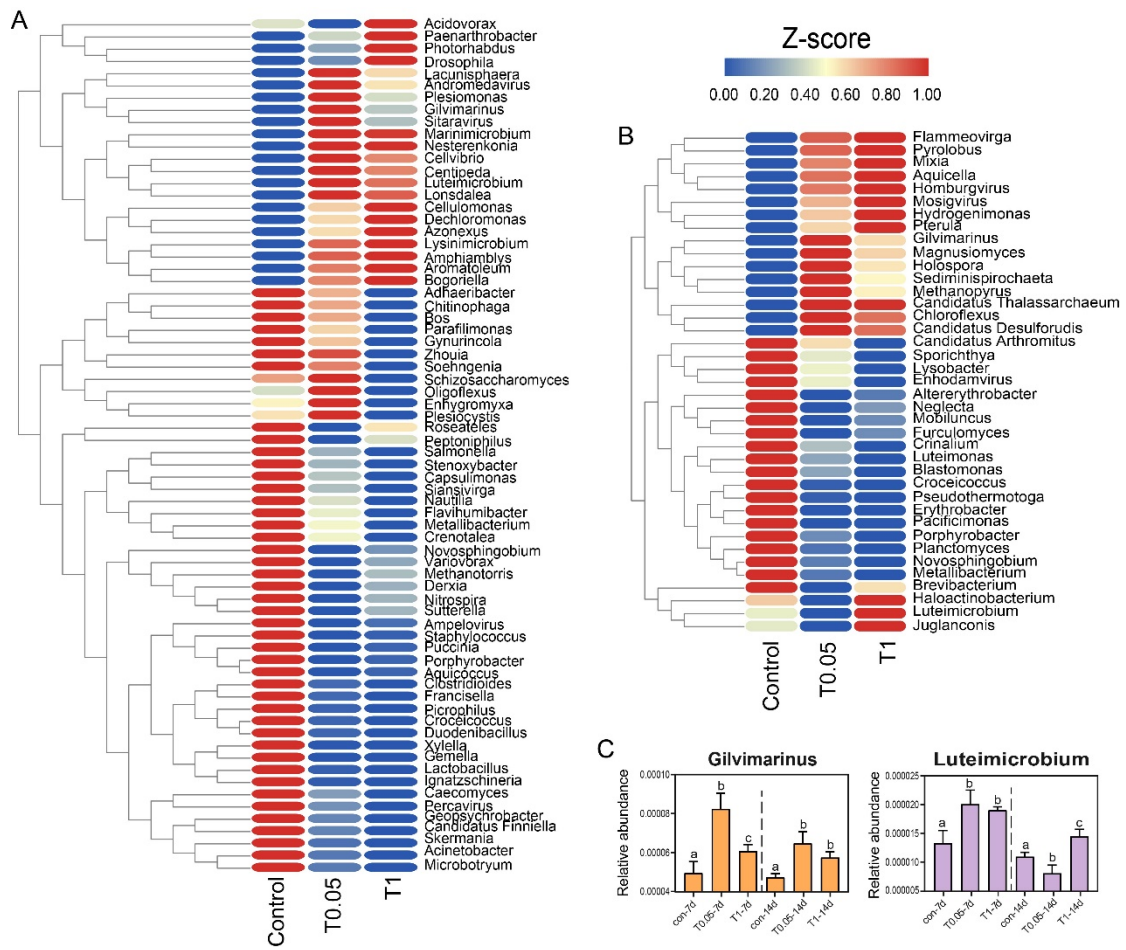 A
Acidovorax
Paenarthrobacter
Photorhabdus
Drosophila
Lacunisphaera
Andromedavirus
Plesiomonas
Gilvimarinus
Sitaravirus
Marinimicrobium
Nesterenkonia
Cellvibrio
Centipeda
Luteimicrobium
Lonsdalea
Cellulomonas
Dechloromonas
Azonexus
Lysinimicrobium
Amphiamblys
Aromatoleum
Bogoriella
Adhaeribacter
Chitinophaga
Bos
Parafilimonas
Gynurincola
Zhouia
Soehngenia
Schizosaccharomyces
Oligoflexus
Enhygromyxa
Plesiocystis
Roseateles
Peptoniphilus
Salmonella
Stenoxybacter
Capsulimonas
Siansivirga
Nautilia
Flavihumibacter
Metallibacterium
Crenotalea
Novosphingobium
Variovorax
Methanotorris
Derxia
Nitrospira
Sutterella
Ampelovirus
Staphylococcus
Puccinia
Porphyrobacter
Aquicoccus
Clostridioides
Francisella
Picrophilus
Croceicoccus
Duodenibacillus
Xylella
Gemella
Lactobacillus
Ignatzschineria
Caecomyces
Percavirus
Geopsychrobacter
Candidatus Finniella
Skermania
Acinetobacter
Microbotryum
Control
T0.05
T1
Z-score
0.00 0.20 0.40 0.60 0.80 1.00
B
Flammeovirga
Pyrolobus
Mixia
Aquicella
Homburgvirus
Mosigvirus
Hydrogenimonas
Pterula
Gilvimarinus
Magnusiomyces
Holospora
Sediminispirochaeta
Methanopyrus
Candidatus Thalassarchaeum
Chloroflexus
Candidatus Desulforudis
Candidatus Arthromitus
Sporichthya
Lysobacter
Enhodamvirus
Altererythrobacter
Neglecta
Mobiluncus
Furculomyces
Crinalium
Luteimonas
Blastomonas
Croceicoccus
Pseudothermotoga
Erythrobacter
Pacificimonas
Porphyrobacter
Planctomyces
Novosphingobium
Metallibacterium
Brevibacterium
Haloactinobacterium
Luteimicrobium
Juglanconis
Control
T0.05
T1
C
Gilvimarinus
Relative abundance
0.00010
0.00008
0.00006
0.00004
a
b
c
a
b
b
con-7d
T0.05-7d
T1-7d
con-14d
T0.05-14d
T1-14d
Luteimicrobium
Relative abundance
0.000025
0.000020
0.000015
0.000010
0.000005
a
b
b
a
b
c
con-7d
T0.05-7d
T1-7d
con-14d
T0.05-14d
T1-14d